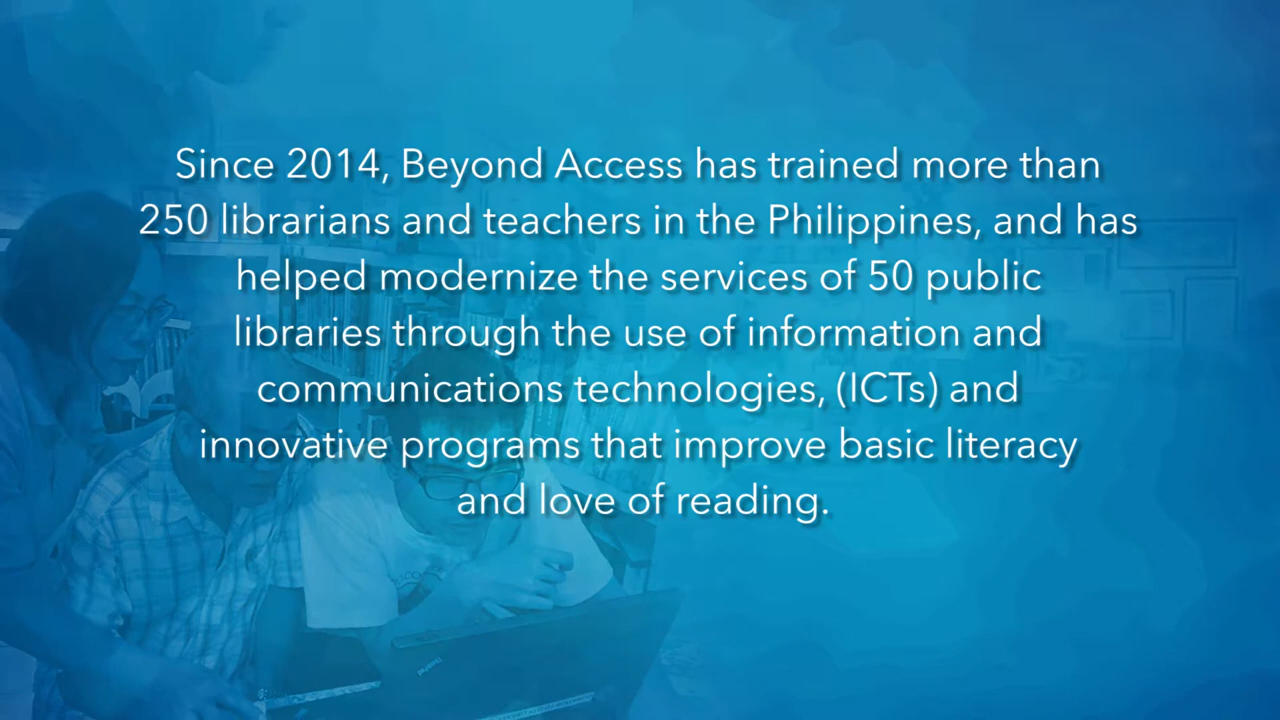 Since 2014, Beyond Access has trained more than
250 librarians and teachers in the Philippines, and has
helped modernize the services of 50 public
libraries through the use of information and
communications technologies, (ICTs) and
innovative programs that improve basic literacy
and love of reading.
ThinkPad